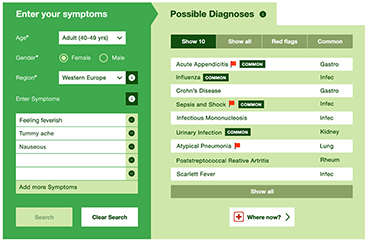 Enter your symptoms
Age*
Adult (40-49 yrs)
Gender*
Female
Male
Region*
Western Europe
Enter Symptoms
Feeling feverish
Tummy ache
Nauseous
Add more Symptoms
Search
Clear Search
Possible Diagnoses
Show 10
Show all
Red flags
Common
Acute Appendicitis COMMON Gastro
Influenza COMMON Infec
Crohn's Disease Gastro
Sepsis and Shock COMMON Infec
Infectious Mononucleosis Infec
Urinary Infection COMMON Kidney
Atypical Pneumonia Lung
Poststreptococcal Reative Artritis Rheum
Scarlett Fever Infec
Show all
Where now?